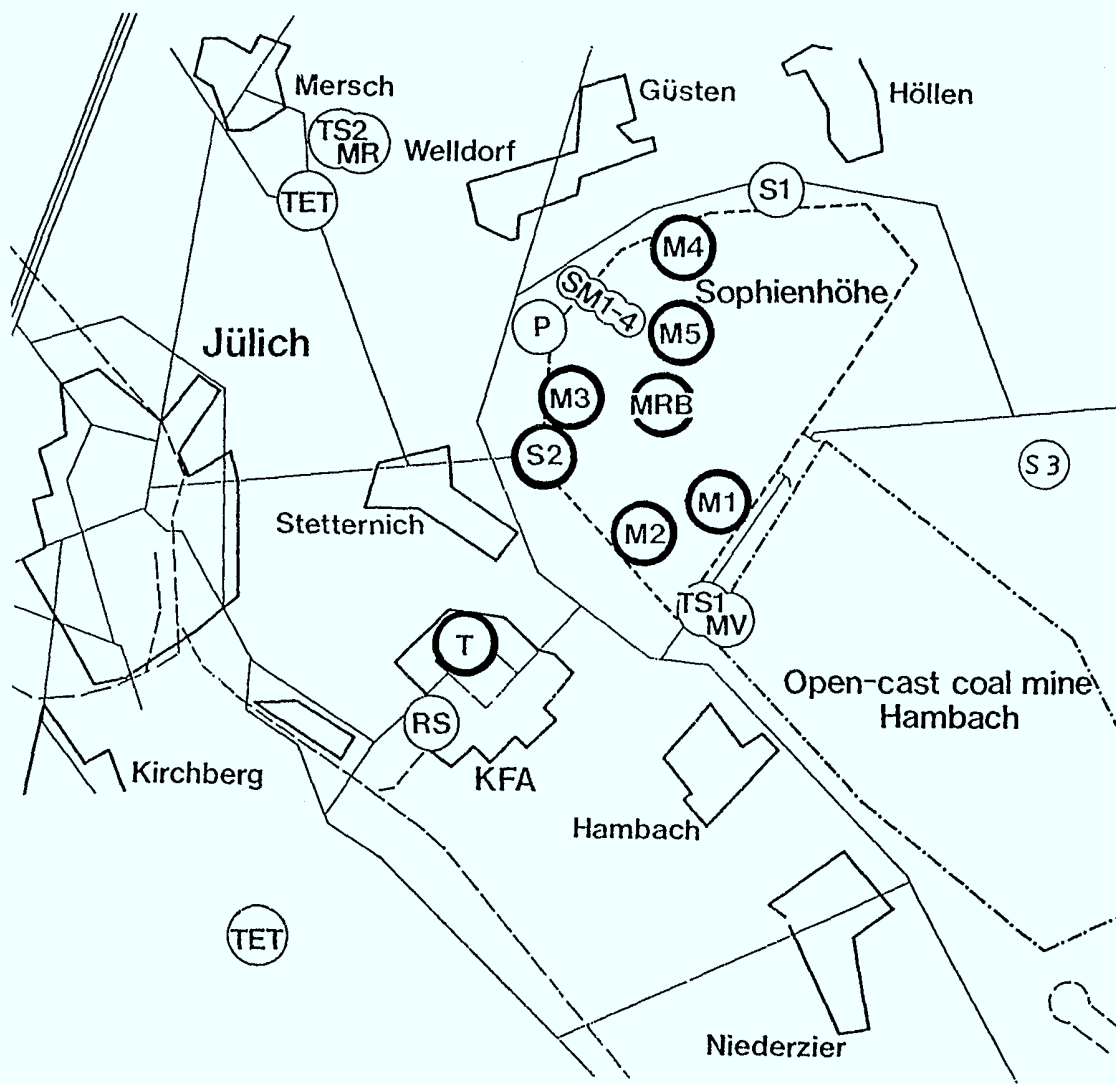 Mersch
Güsten
Höllen
TS2
MR
Welldorf
TET
S1
M4
SM1-4
Sophienhöhe
P
M5
Jülich
M3
MRB
S2
S3
M1
Stetternich
M2
TS1
MV
T
Open-cast coal mine
Hambach
RS
Kirchberg
KFA
Hambach
TET
Niederzier